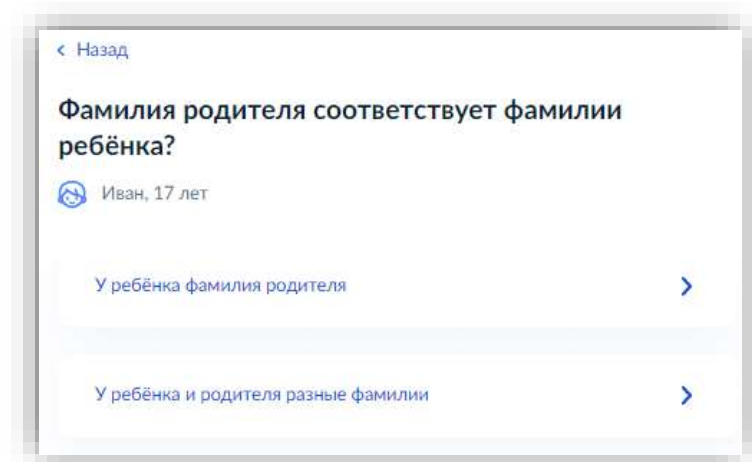 Назад
Фамилия родителя соответствует фамилии
ребёнка?
Иван, 17 лет
У ребёнка фамилия родителя
У ребёнка и родителя разные фамилии